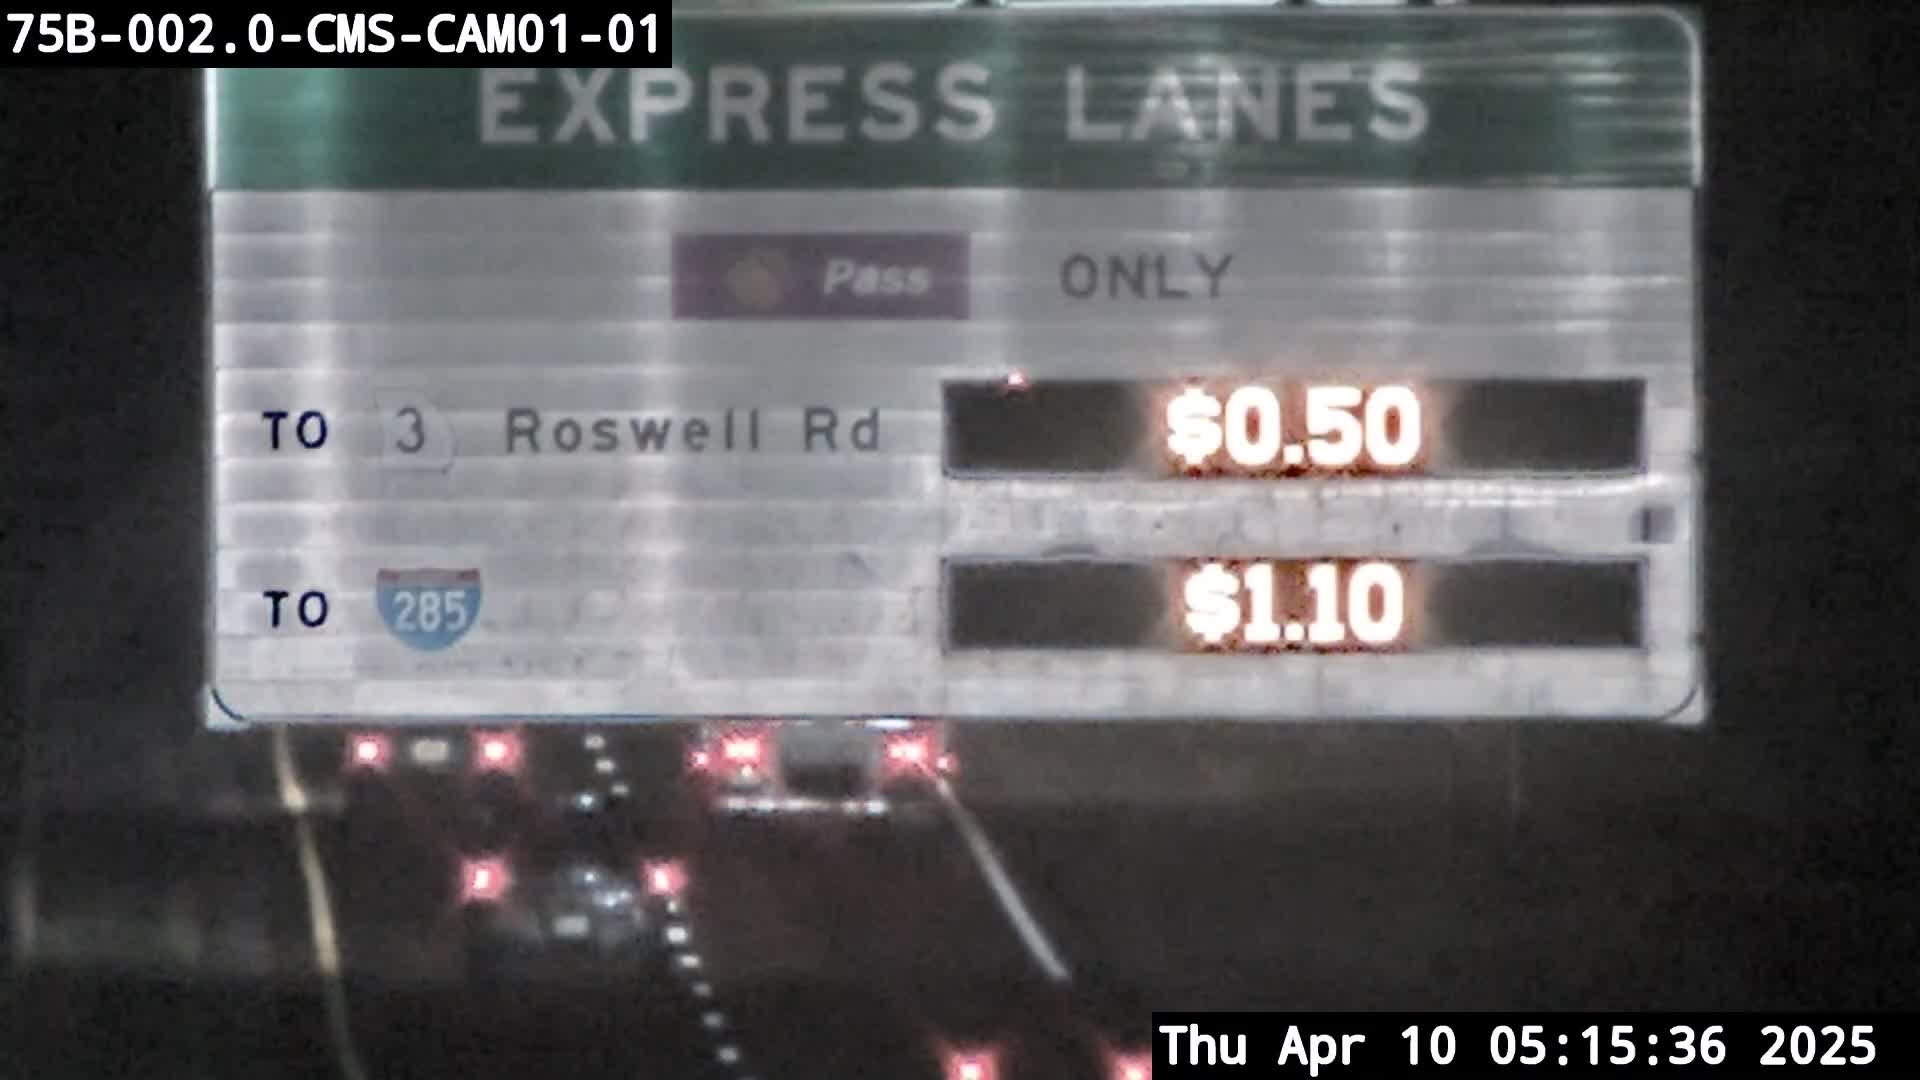 75B-002.0-CMS-CAM01-01
EXPRESS LANES
Pass ONLY
TO 3 Roswell Rd $0.50
TO 285 $1.10
Thu Apr 10 05:15:36 2025